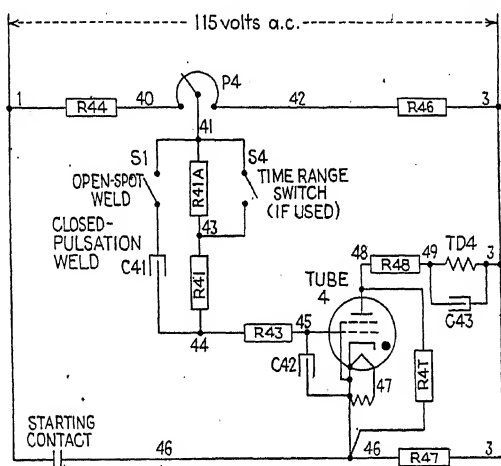 115 volts a.c.
P4
1
R44
40
42
R46
3
41
S1
S4
OPEN-SPOT
WELD
R41A
TIME RANGE
SWITCH
(IF USED)
CLOSED-
PULSATION
WELD
43
C41
R41
44
R43
45
TUBE
4
48
R48
49
TD4
3
C43
C42
47
R4T
STARTING
CONTACT
46
46
R47
3